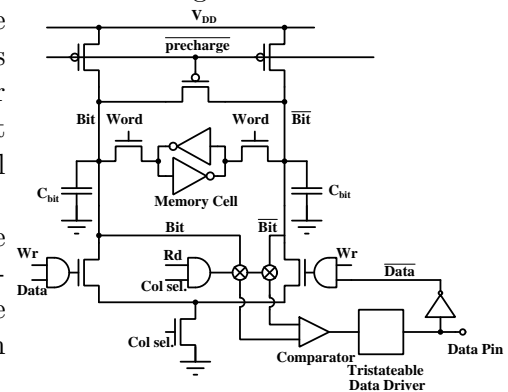 e
s
r
t
l
e
-
e
n
V_DD
precharge
Bit
Word
Word
Bit
C_bit
C_bit
Memory Cell
Bit
Bit
Wr
Data
Rd
Col sel.
Wr
Data
Col sel.
Comparator
Data Pin
Tristateable
Data Driver